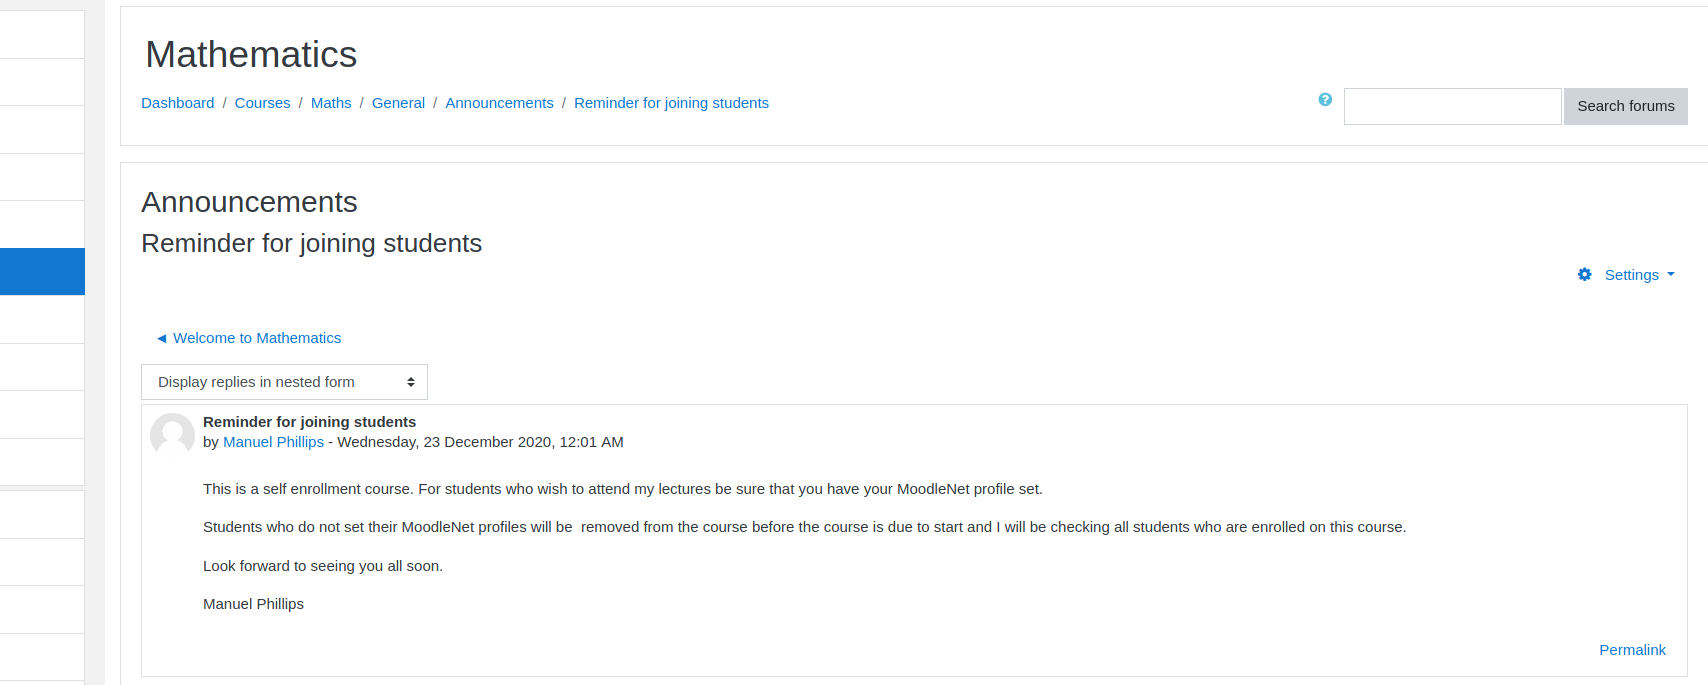 Mathematics
Dashboard / Courses / Maths / General / Announcements / Reminder for joining students
Search forums
Announcements
Reminder for joining students
Settings
◄ Welcome to Mathematics
Display replies in nested form
Reminder for joining students
by Manuel Phillips - Wednesday, 23 December 2020, 12:01 AM
This is a self enrollment course. For students who wish to attend my lectures be sure that you have your MoodleNet profile set.
Students who do not set their MoodleNet profiles will be  removed from the course before the course is due to start and I will be checking all students who are enrolled on this course.
Look forward to seeing you all soon.
Manuel Phillips
Permalink